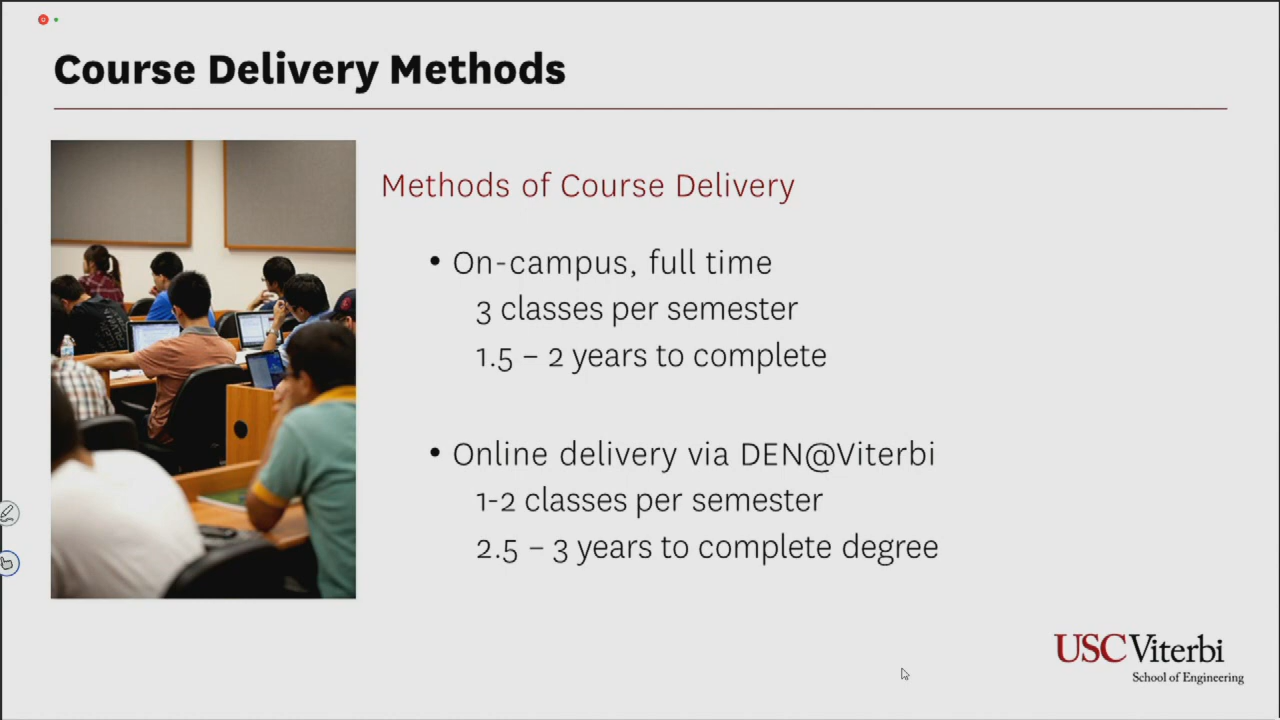 Course Delivery Methods
Methods of Course Delivery
• On-campus, full time
3 classes per semester
1.5 – 2 years to complete
• Online delivery via DEN@Viterbi
1-2 classes per semester
2.5 – 3 years to complete degree
USC Viterbi
School of Engineering